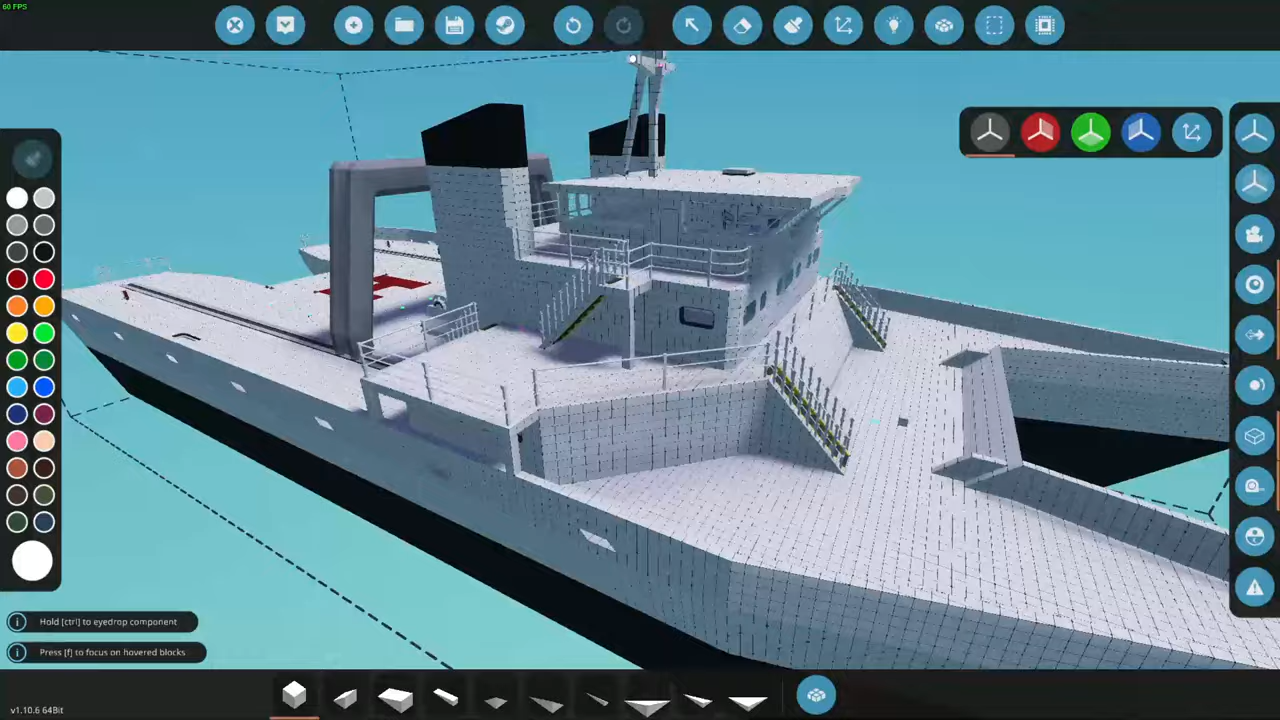 60 FPS
Hold [ctrl] to eyedrop component
Press [f] to focus on hovered blocks
v1.10.6 64Bit